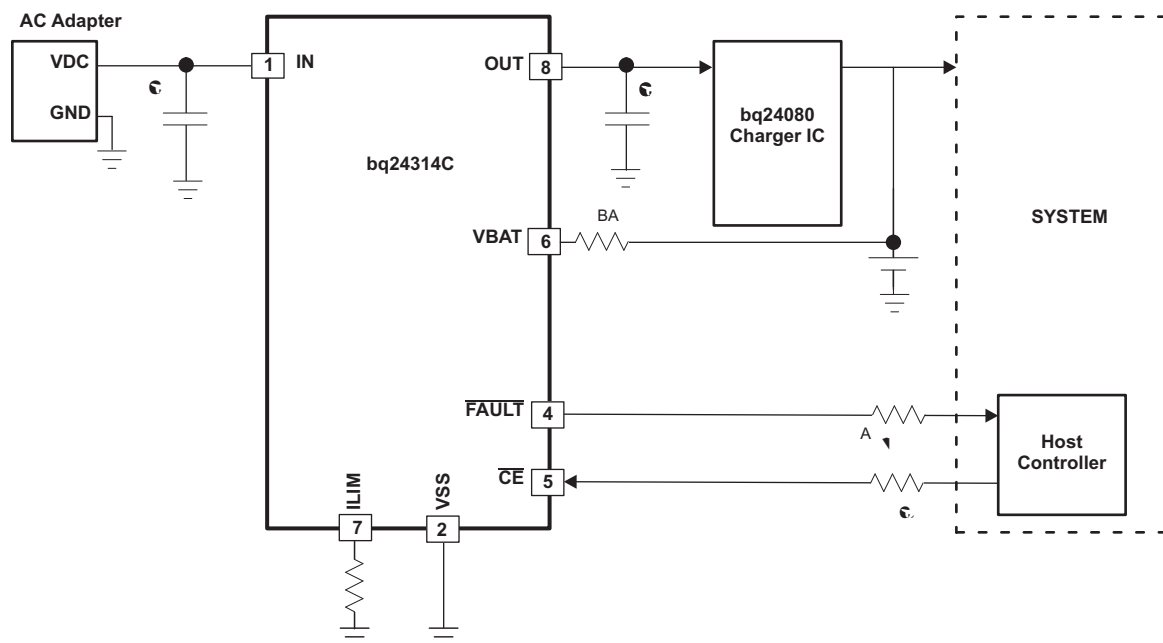 AC Adapter
VDC
GND
1
IN
OUT
8
bq24314C
bq24080
Charger IC
SYSTEM
VBAT
6
BA
FAULT
4
A
CE
5
Host
Controller
ILIM
VSS
7
2